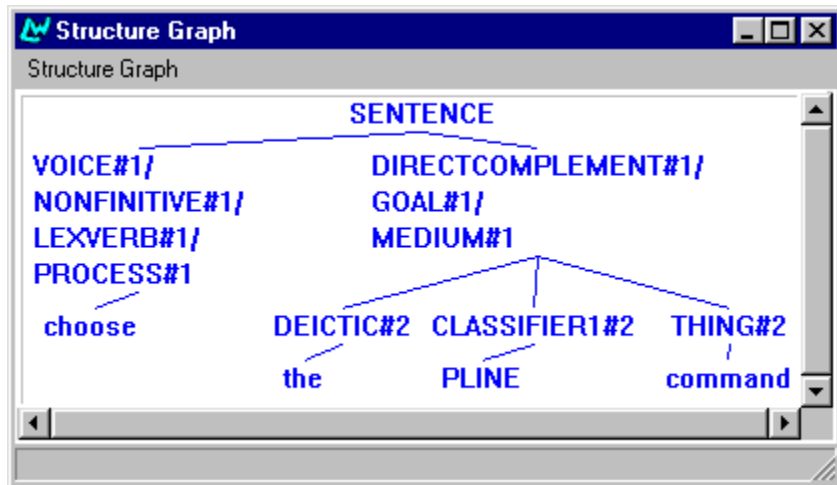 Structure Graph
Structure Graph
SENTENCE
VOICE#1/ DIRECTCOMPLEMENT#1/
NONFINITIVE#1/ GOAL#1/
LEXVERB#1/ MEDIUM#1
PROCESS#1
choose DEICTIC#2 CLASSIFIER1#2 THING#2
the PLINE command